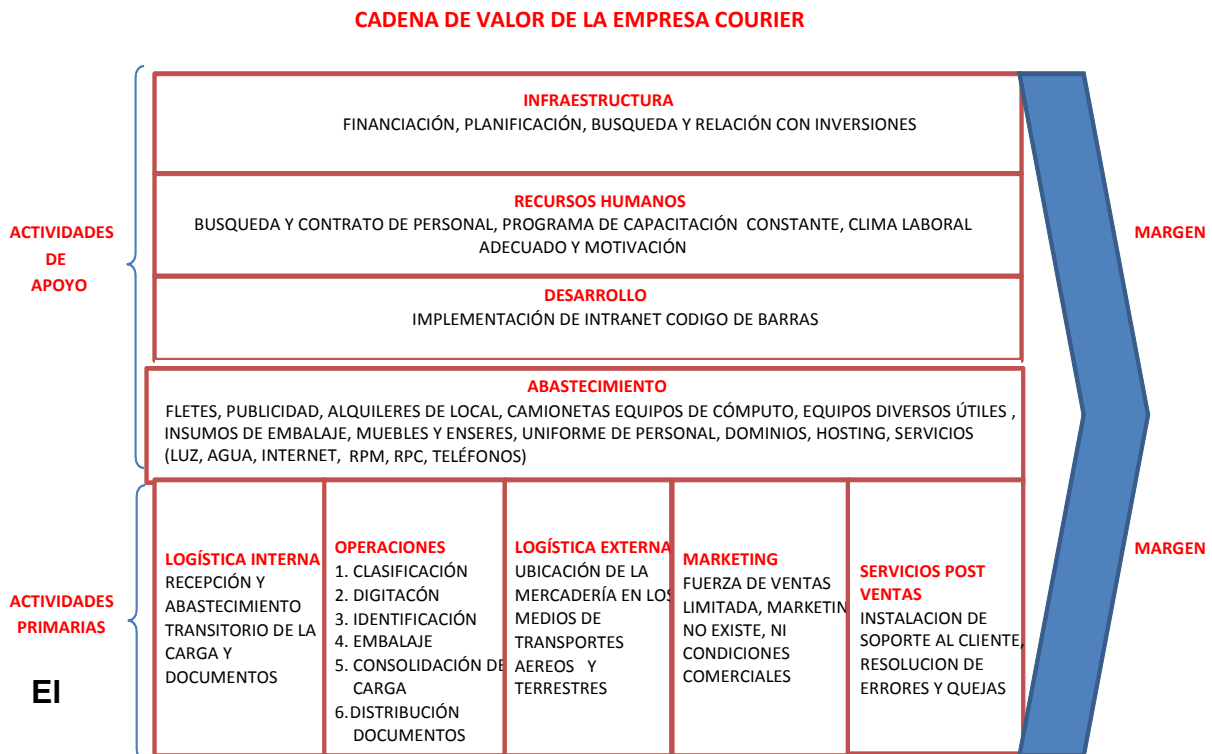 CADENA DE VALOR DE LA EMPRESA COURIER
INFRAESTRUCTURA
FINANCIACIÓN, PLANIFICACIÓN, BUSQUEDA Y RELACIÓN CON INVERSIONES
RECURSOS HUMANOS
BUSQUEDA Y CONTRATO DE PERSONAL, PROGRAMA DE CAPACITACIÓN CONSTANTE, CLIMA LABORAL
ADECUADO Y MOTIVACIÓN
ACTIVIDADES
DE
APOYO
MARGEN
DESARROLLO
IMPLEMENTACIÓN DE INTRANET CODIGO DE BARRAS
ABASTECIMIENTO
FLETES, PUBLICIDAD, ALQUILERES DE LOCAL, CAMIONETAS EQUIPOS DE CÓMPUTO, EQUIPOS DIVERSOS ÚTILES ,
INSUMOS DE EMBALAJE, MUEBLES Y ENSERES, UNIFORME DE PERSONAL, DOMINIOS, HOSTING, SERVICIOS
(LUZ, AGUA, INTERNET, RPM, RPC, TELÉFONOS)
ACTIVIDADES
PRIMARIAS
LOGÍSTICA INTERNA
RECEPCIÓN Y
ABASTECIMIENTO
TRANSITORIO DE LA
CARGA Y
DOCUMENTOS
OPERACIONES
1. CLASIFICACIÓN
2. DIGITACÓN
3. IDENTIFICACIÓN
4. EMBALAJE
5. CONSOLIDACIÓN DE
CARGA
6.DISTRIBUCIÓN
DOCUMENTOS
LOGÍSTICA EXTERNA
UBICACIÓN DE LA
MERCADERÍA EN LOS
MEDIOS DE
TRANSPORTES
AEREOS Y
TERRESTRES
MARKETING
FUERZA DE VENTAS
LIMITADA, MARKETIN
NO EXISTE, NI
CONDICIONES
COMERCIALES
SERVICIOS POST
VENTAS
INSTALACION DE
SOPORTE AL CLIENTE,
RESOLUCION DE
ERRORES Y QUEJAS
MARGEN
EI